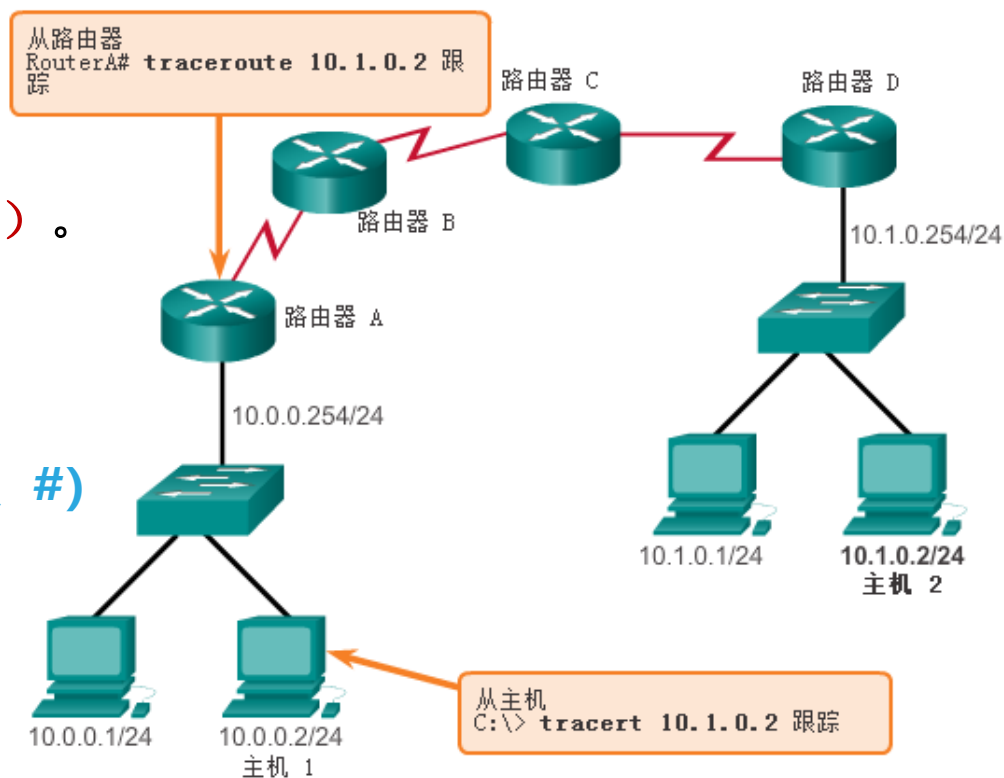 从路由器
RouterA# traceroute 10.1.0.2 跟
踪
路由器 C
路由器 D
) 。
路由器 B
10.1.0.254/24
路由器 A
10.0.0.254/24
#)
10.1.0.1/24
10.1.0.2/24
主机 2
从主机
C:\> tracert 10.1.0.2 跟踪
10.0.0.1/24
10.0.0.2/24
主机 1